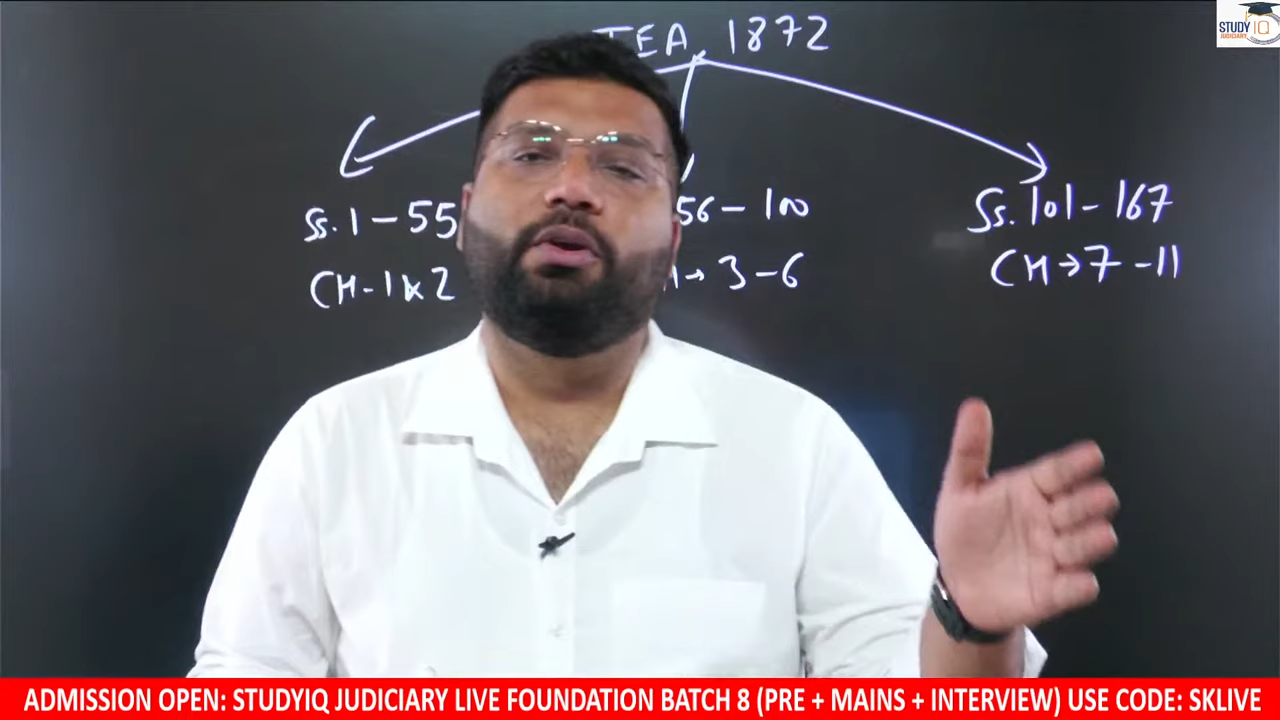 IEA, 1872
Ss. 1 - 55
56 - 100
Ss. 101 - 167
CH - 1 & 2
→ 3 - 6
CH → 7 - 11
STUDY IQ
JUDICIARY
ADMISSION OPEN: STUDYIQ JUDICIARY LIVE FOUNDATION BATCH 8 (PRE + MAINS + INTERVIEW) USE CODE: SKLIVE